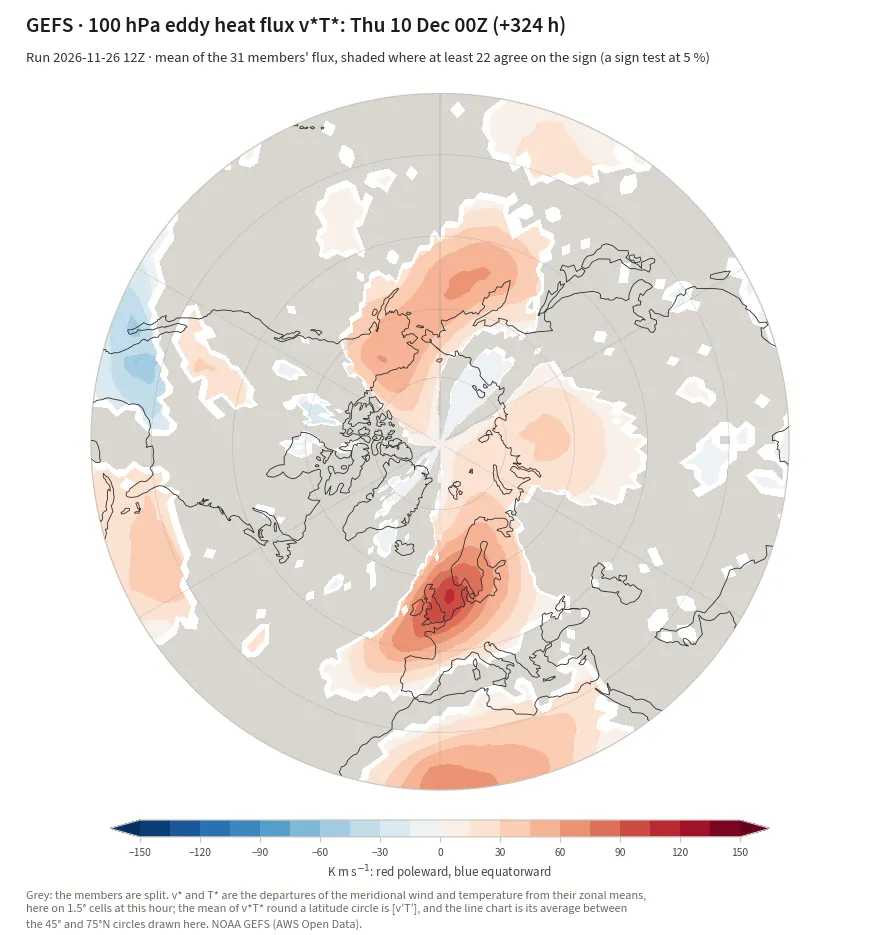 GEFS · 100 hPa eddy heat flux v*T*: Thu 10 Dec 00Z (+324 h)
Run 2026-11-26 12Z · mean of the 31 members' flux, shaded where at least 22 agree on the sign (a sign test at 5 %)
−150 −120 −90 −60 −30 0 30 60 90 120 150
K m s⁻¹: red poleward, blue equatorward
Grey: the members are split. v* and T* are the departures of the meridional wind and temperature from their zonal means,
here on 1.5° cells at this hour; the mean of v*T* round a latitude circle is [v′T′], and the line chart is its average between
the 45° and 75°N circles drawn here. NOAA GEFS (AWS Open Data).